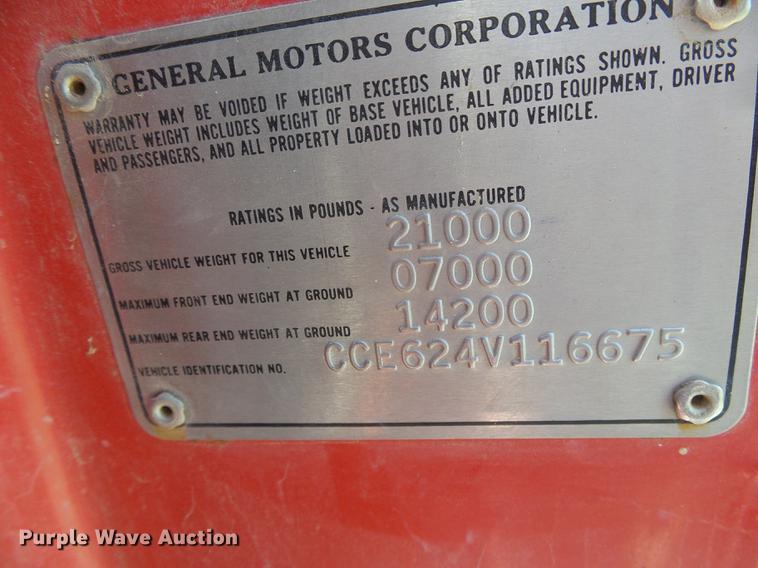 GENERAL MOTORS CORPORATION
WARRANTY MAY BE VOIDED IF WEIGHT EXCEEDS ANY OF RATINGS SHOWN. GROSS
VEHICLE WEIGHT INCLUDES WEIGHT OF BASE VEHICLE, ALL ADDED EQUIPMENT, DRIVER
AND PASSENGERS, AND ALL PROPERTY LOADED INTO OR ONTO VEHICLE.
RATINGS IN POUNDS - AS MANUFACTURED
GROSS VEHICLE WEIGHT FOR THIS VEHICLE 21000
MAXIMUM FRONT END WEIGHT AT GROUND 07000
MAXIMUM REAR END WEIGHT AT GROUND 14200
VEHICLE IDENTIFICATION NO. CCE624V116675
Purple Wave Auction